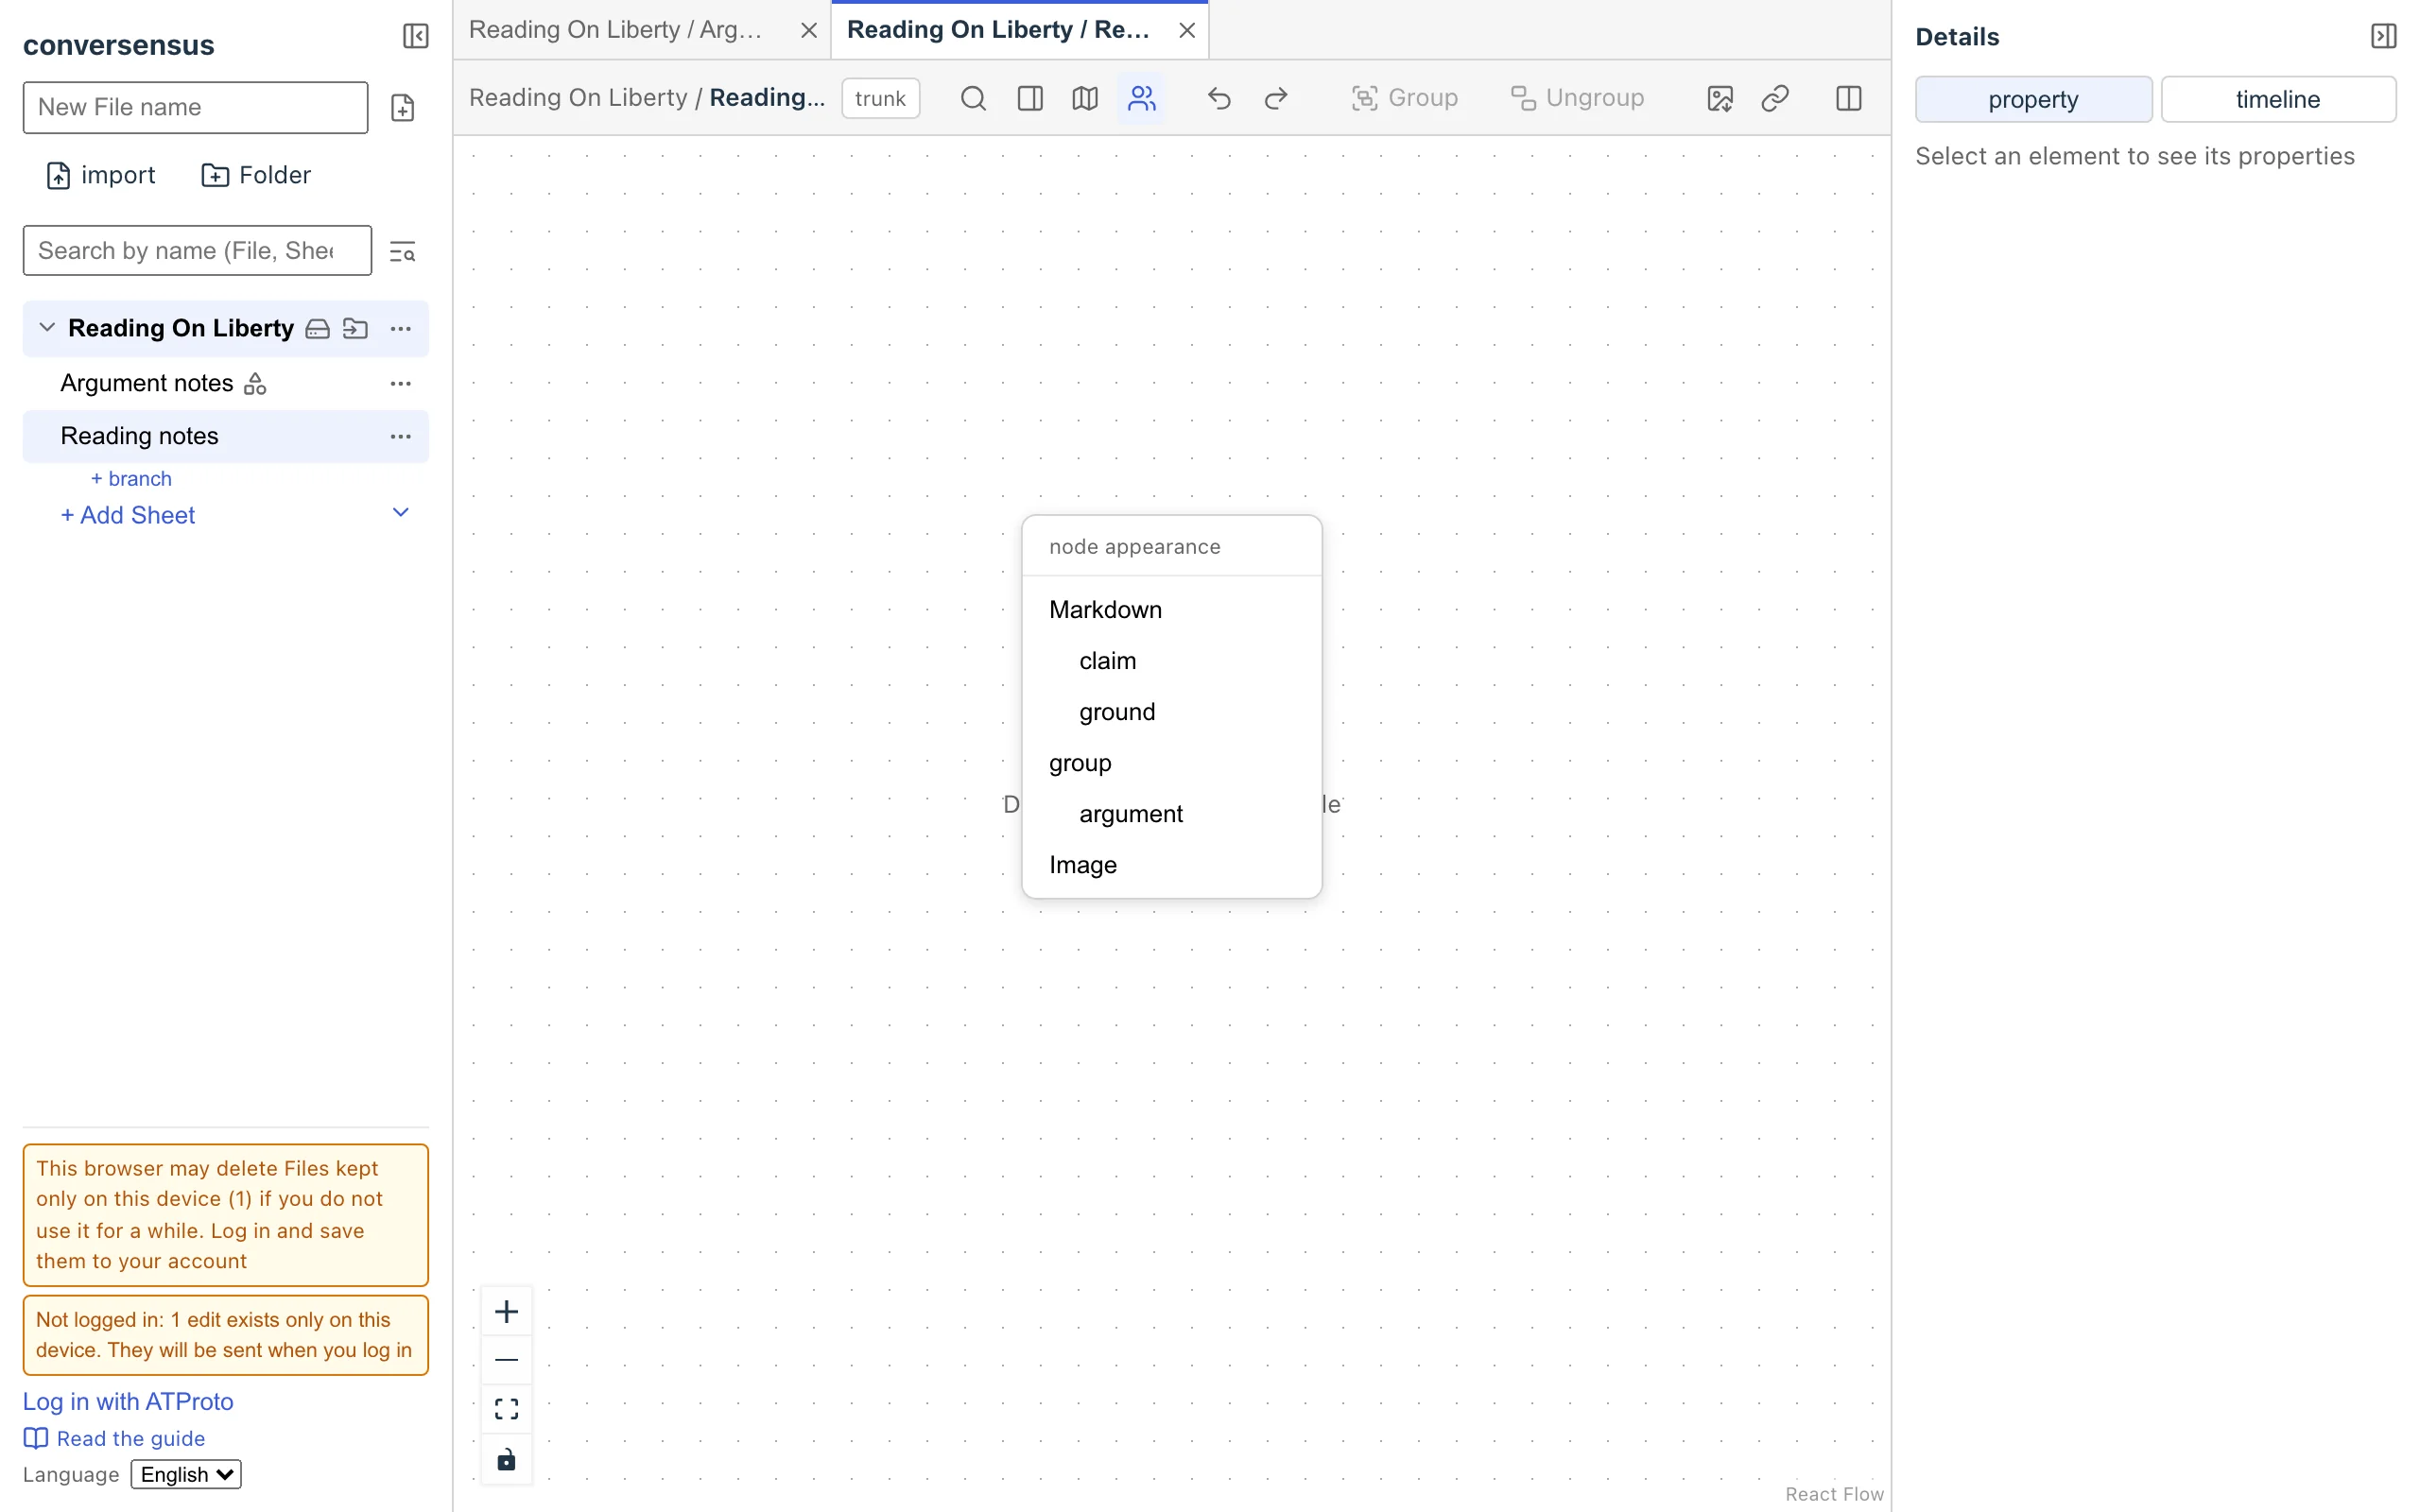 conversensus
New File name
import
Folder
Search by name (File, Shee
Reading On Liberty
Argument notes
Reading notes
+ branch
+ Add Sheet
This browser may delete Files kept
only on this device (1) if you do not
use it for a while. Log in and save
them to your account
Not logged in: 1 edit exists only on this
device. They will be sent when you log in
Log in with ATProto
Read the guide
Language English
Reading On Liberty / Arg...
Reading On Liberty / Re...
Reading On Liberty / Reading...
trunk
Group
Ungroup
node appearance
Markdown
claim
ground
group
argument
Image
React Flow
Details
property
timeline
Select an element to see its properties